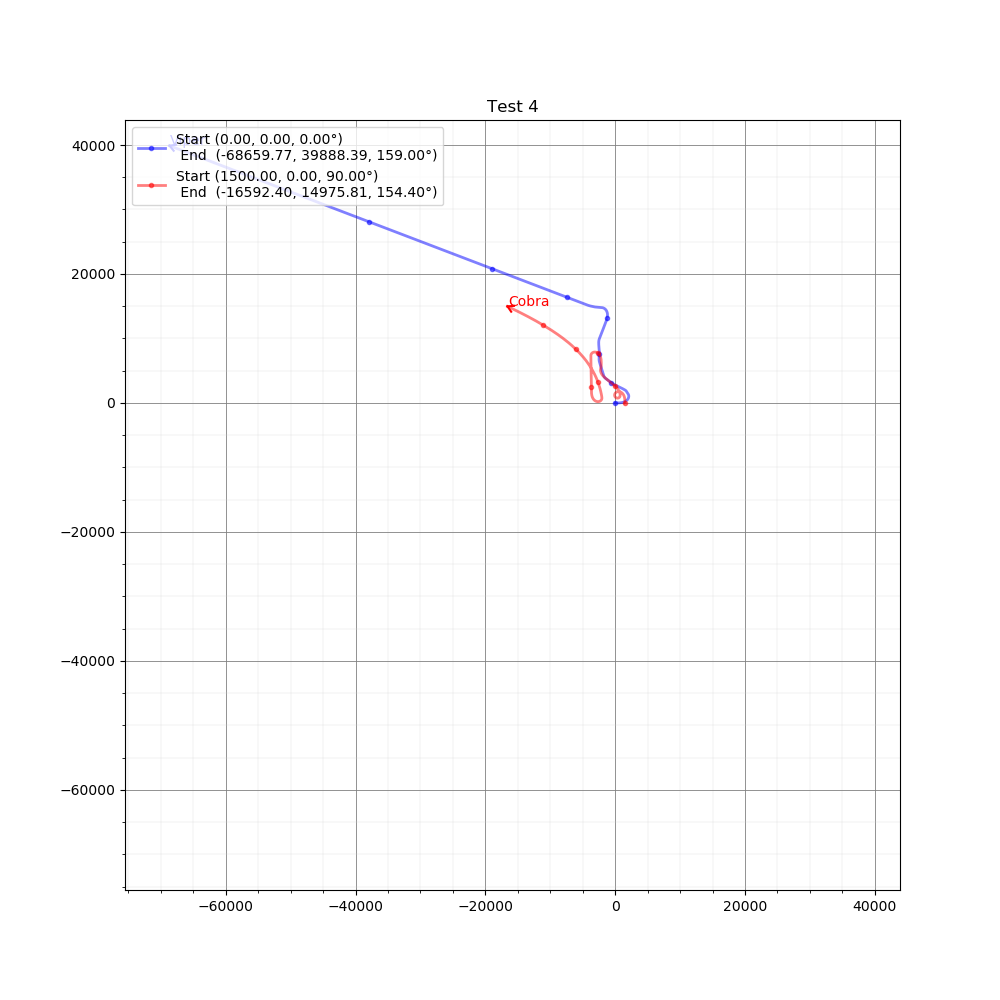 Test 4
Start (0.00, 0.00, 0.00°)
End (-68659.77, 39888.39, 159.00°)
Start (1500.00, 0.00, 90.00°)
End (-16592.40, 14975.81, 154.40°)
Cobra
40000
20000
0
−20000
−40000
−60000
−60000 −40000 −20000 0 20000 40000